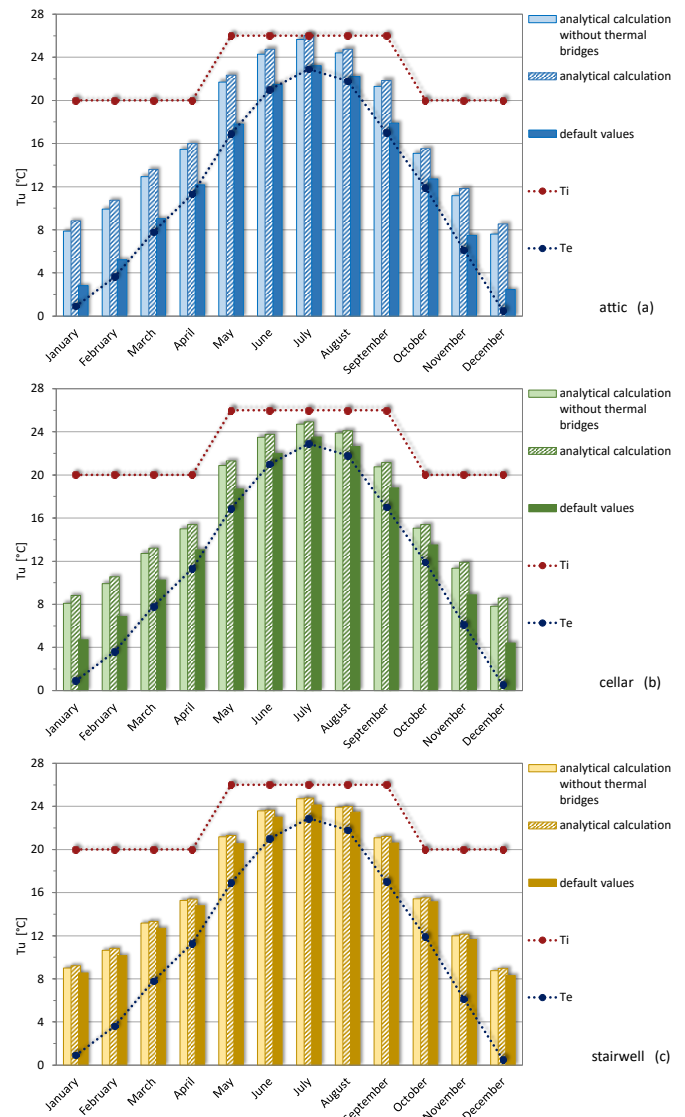 28
24
20
16
12
8
4
0
Tu [°C]
January
February
March
April
May
June
July
August
September
October
November
December
analytical calculation
without thermal
bridges
analytical calculation
default values
Ti
Te
attic (a)
28
24
20
16
12
8
4
0
Tu [°C]
January
February
March
April
May
June
July
August
September
October
November
December
analytical calculation
without thermal
bridges
analytical calculation
default values
Ti
Te
cellar (b)
28
24
20
16
12
8
4
0
Tu [°C]
January
February
March
April
May
June
July
August
September
October
November
December
analytical calculation
without thermal
bridges
analytical calculation
default values
Ti
Te
stairwell (c)